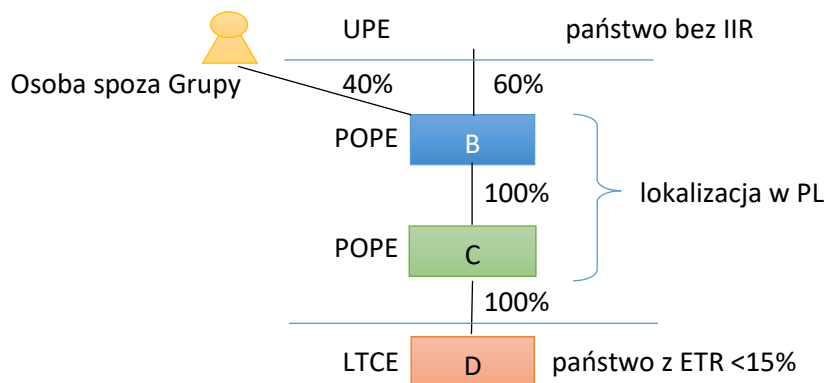 UPE państwo bez IIR
Osoba spoza Grupy 40% 60%
POPE B
100% lokalizacja w PL
POPE C
100%
LTCE D państwo z ETR <15%